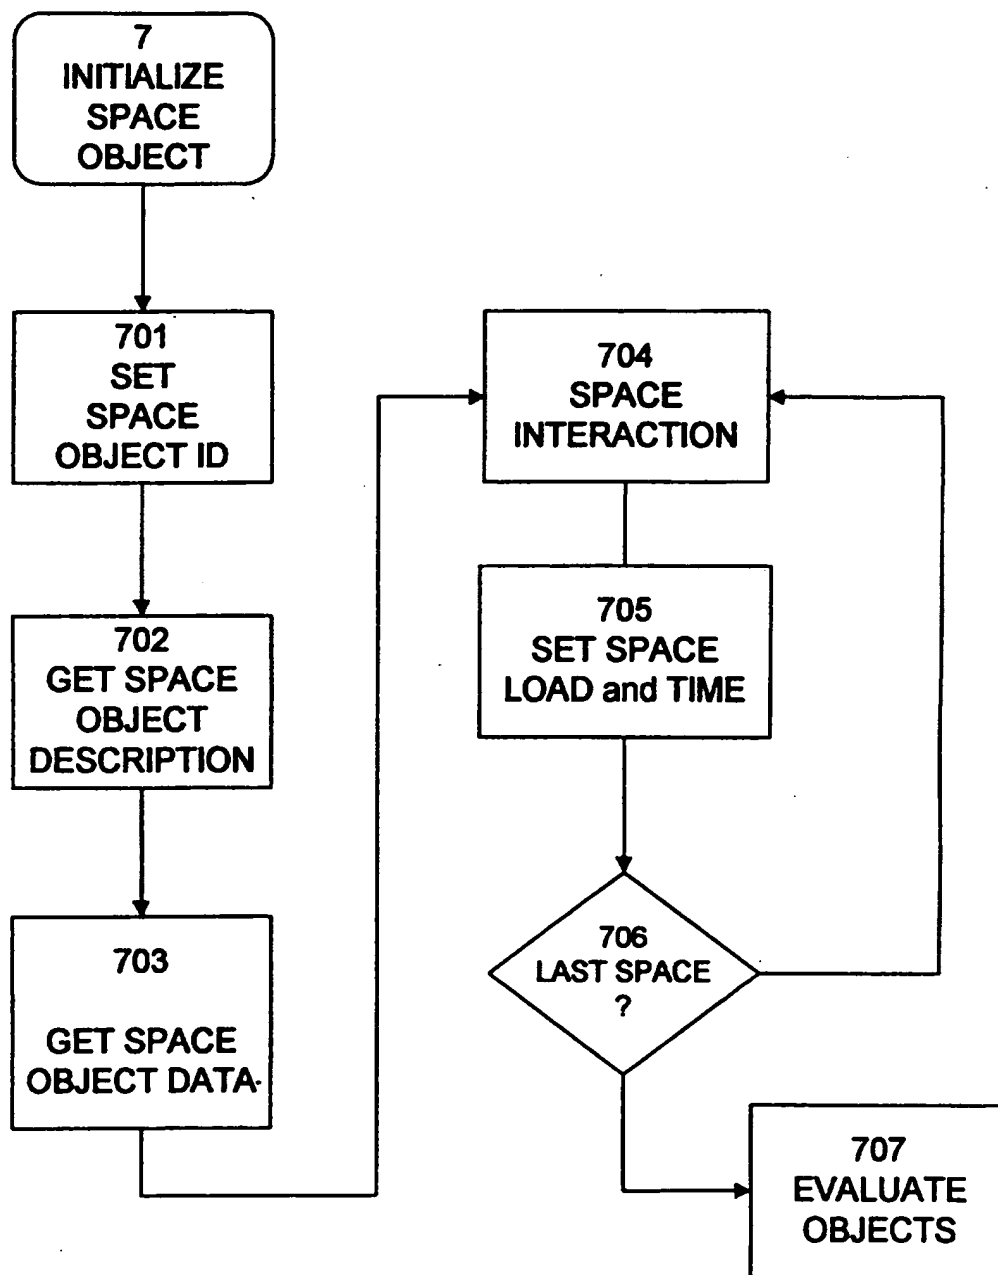 7
INITIALIZE
SPACE
OBJECT
701
SET
SPACE
OBJECT ID
702
GET SPACE
OBJECT
DESCRIPTION
703
GET SPACE
OBJECT DATA
704
SPACE
INTERACTION
705
SET SPACE
LOAD and TIME
706
LAST SPACE
?
707
EVALUATE
OBJECTS